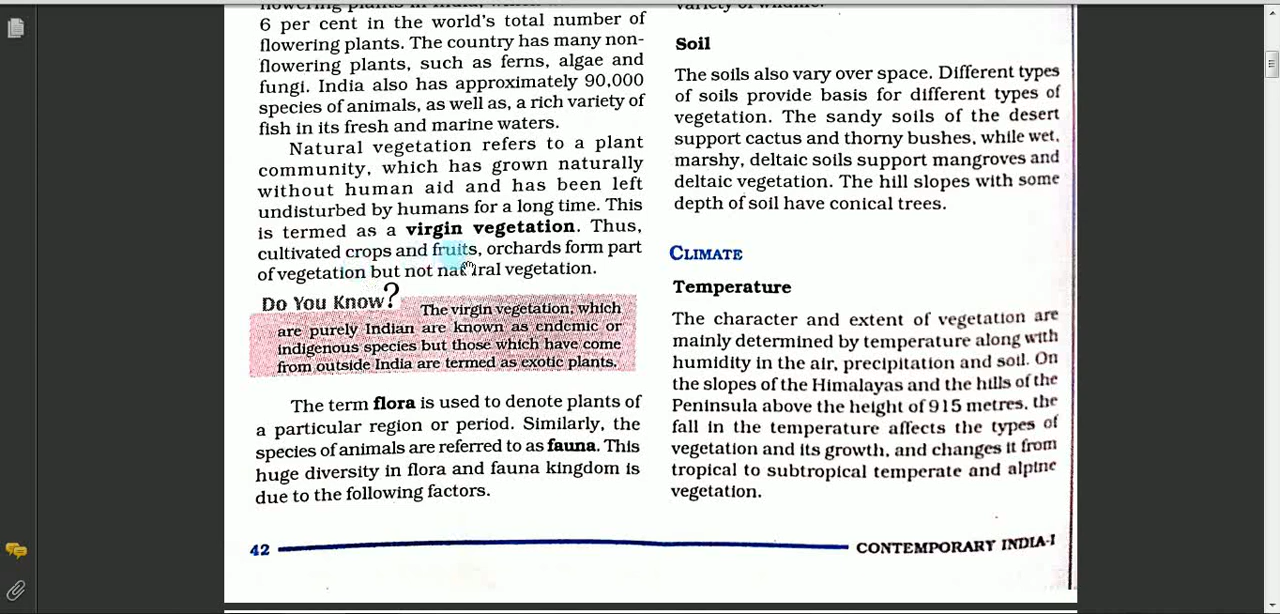 6 per cent in the world's total number of
flowering plants. The country has many non-
flowering plants, such as ferns, algae and
fungi. India also has approximately 90,000
species of animals, as well as, a rich variety of
fish in its fresh and marine waters.
Natural vegetation refers to a plant
community, which has grown naturally
without human aid and has been left
undisturbed by humans for a long time. This
is termed as a virgin vegetation. Thus,
cultivated crops and fruits, orchards form part
of vegetation but not natural vegetation.
Do You Know?
The virgin vegetation, which
are purely Indian are known as endemic or
indigenous species but those which have come
from outside India are termed as exotic plants.
The term flora is used to denote plants of
a particular region or period. Similarly, the
species of animals are referred to as fauna. This
huge diversity in flora and fauna kingdom is
due to the following factors.
Soil
The soils also vary over space. Different types
of soils provide basis for different types of
vegetation. The sandy soils of the desert
support cactus and thorny bushes, while wet,
marshy, deltaic soils support mangroves and
deltaic vegetation. The hill slopes with some
depth of soil have conical trees.
CLIMATE
Temperature
The character and extent of vegetation are
mainly determined by temperature along with
humidity in the air, precipitation and soil. On
the slopes of the Himalayas and the hills of the
Peninsula above the height of 915 metres, the
fall in the temperature affects the types of
vegetation and its growth, and changes it from
tropical to subtropical temperate and alpine
vegetation.
42
CONTEMPORARY INDIA-I